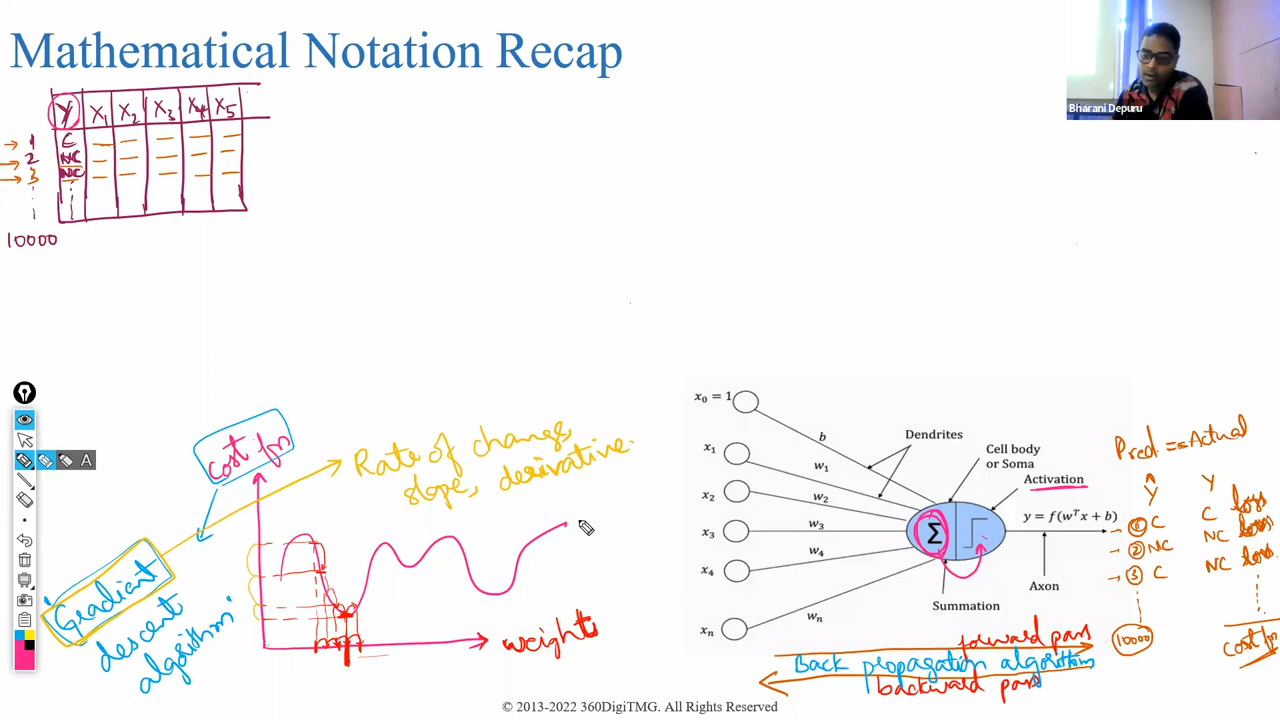 Mathematical Notation Recap
Bharani Depuru
Y X1 X2 X3 X4 X5
1 C
2 NC
3 NC
10000
cost fn
Rate of change,
slope, derivative.
'Gradiant
descent
algorithm'
weights
x₀ = 1
b
x₁
w₁
x₂
w₂
x₃
w₃
x₄
w₄
xₙ
wₙ
Dendrites
Cell body
or Soma
Activation
Σ
y = f(wᵀx + b)
Axon
Summation
forward pass
Back propagation algorithm
backward pass
Pred == Actual
Ŷ Y
① C C loss
② NC NC loss
③ C NC loss
10000
cost fn
A
© 2013-2022 360DigiTMG. All Rights Reserved